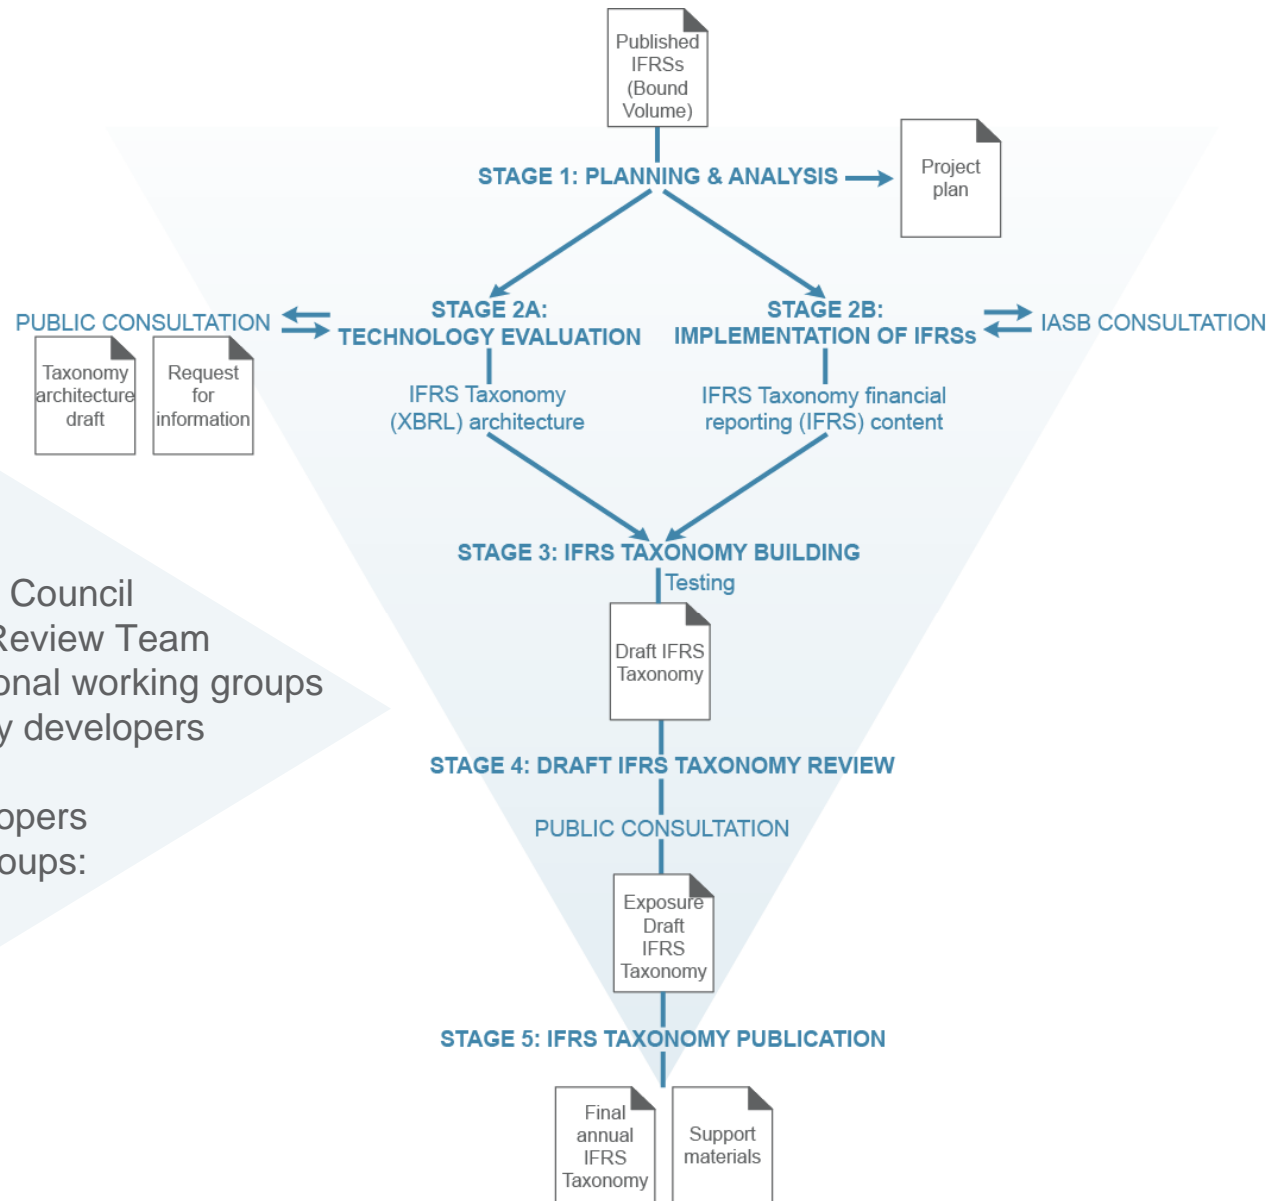 Published
IFRSs
(Bound
Volume)
STAGE 1: PLANNING & ANALYSIS
Project
plan
STAGE 2A:
TECHNOLOGY EVALUATION
STAGE 2B:
IMPLEMENTATION OF IFRSs
PUBLIC CONSULTATION
IASB CONSULTATION
Taxonomy
architecture
draft
Request
for
information
IFRS Taxonomy
(XBRL) architecture
IFRS Taxonomy financial
reporting (IFRS) content
STAGE 3: IFRS TAXONOMY BUILDING
Testing
Council
Review Team
onal working groups
y developers
opers
oups:
Draft IFRS
Taxonomy
STAGE 4: DRAFT IFRS TAXONOMY REVIEW
PUBLIC CONSULTATION
Exposure
Draft
IFRS
Taxonomy
STAGE 5: IFRS TAXONOMY PUBLICATION
Final
annual
IFRS
Taxonomy
Support
materials